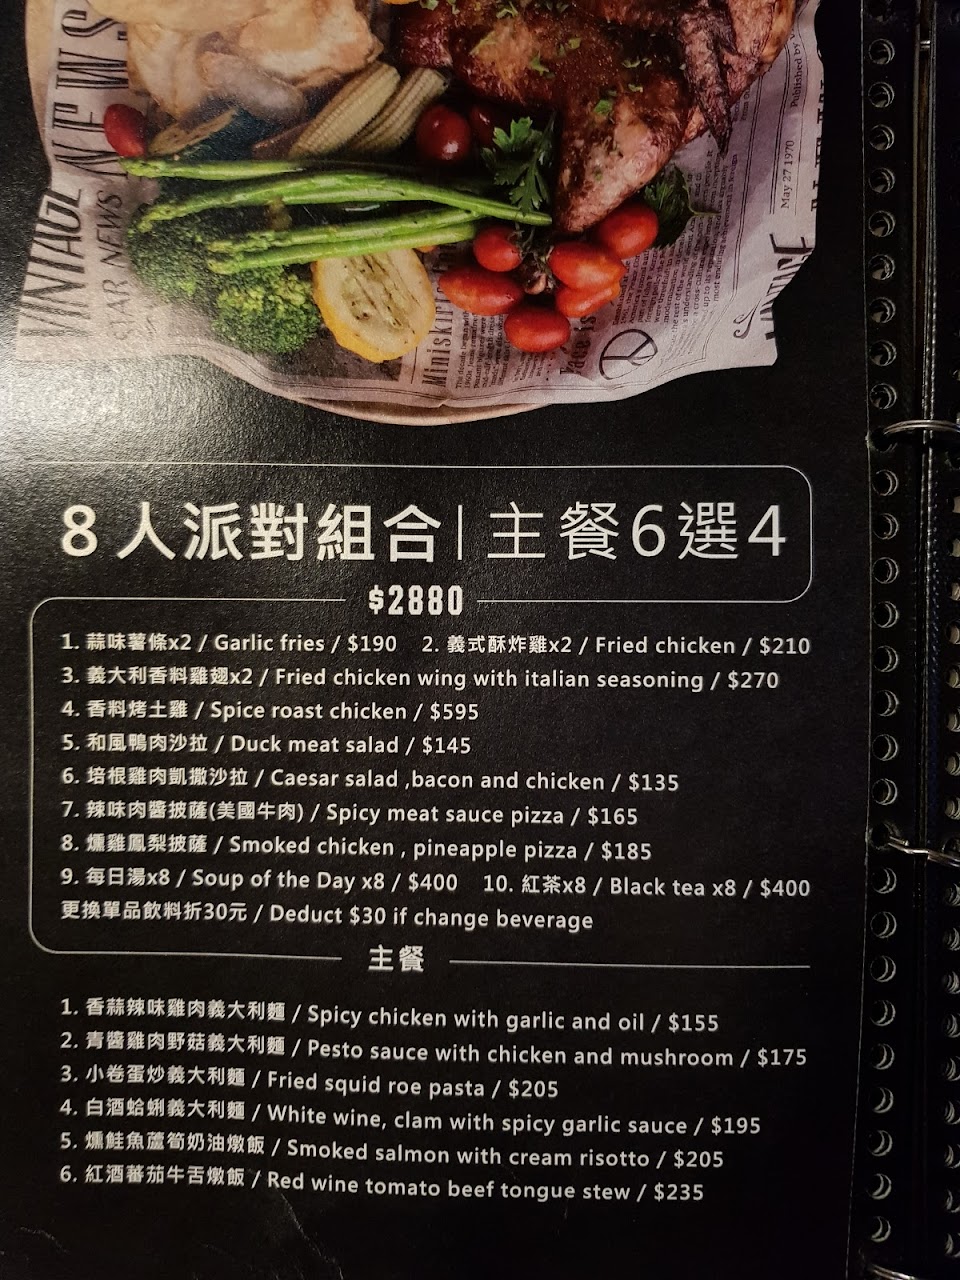 NEWS
VINTAGE
AR NEWS
Miniskirt
May 27 1970
Published by
8人派對組合|主餐6選4
$2880
1. 蒜味薯條x2 / Garlic fries / $190 2. 義式酥炸雞x2 / Fried chicken / $210
3. 義大利香料雞翅x2 / Fried chicken wing with italian seasoning / $270
4. 香料烤土雞 / Spice roast chicken / $595
5. 和風鴨肉沙拉 / Duck meat salad / $145
6. 培根雞肉凱撒沙拉 / Caesar salad ,bacon and chicken / $135
7. 辣味肉醬披薩(美國牛肉) / Spicy meat sauce pizza / $165
8. 燻雞鳳梨披薩 / Smoked chicken , pineapple pizza / $185
9. 每日湯x8 / Soup of the Day x8 / $400 10. 紅茶x8 / Black tea x8 / $400
更換單品飲料折30元 / Deduct $30 if change beverage
主餐
1. 香蒜辣味雞肉義大利麵 / Spicy chicken with garlic and oil / $155
2. 青醬雞肉野菇義大利麵 / Pesto sauce with chicken and mushroom / $175
3. 小卷蛋炒義大利麵 / Fried squid roe pasta / $205
4. 白酒蛤蜊義大利麵 / White wine, clam with spicy garlic sauce / $195
5. 燻鮭魚蘆筍奶油燉飯 / Smoked salmon with cream risotto / $205
6. 紅酒蕃茄牛舌燉飯 / Red wine tomato beef tongue stew / $235